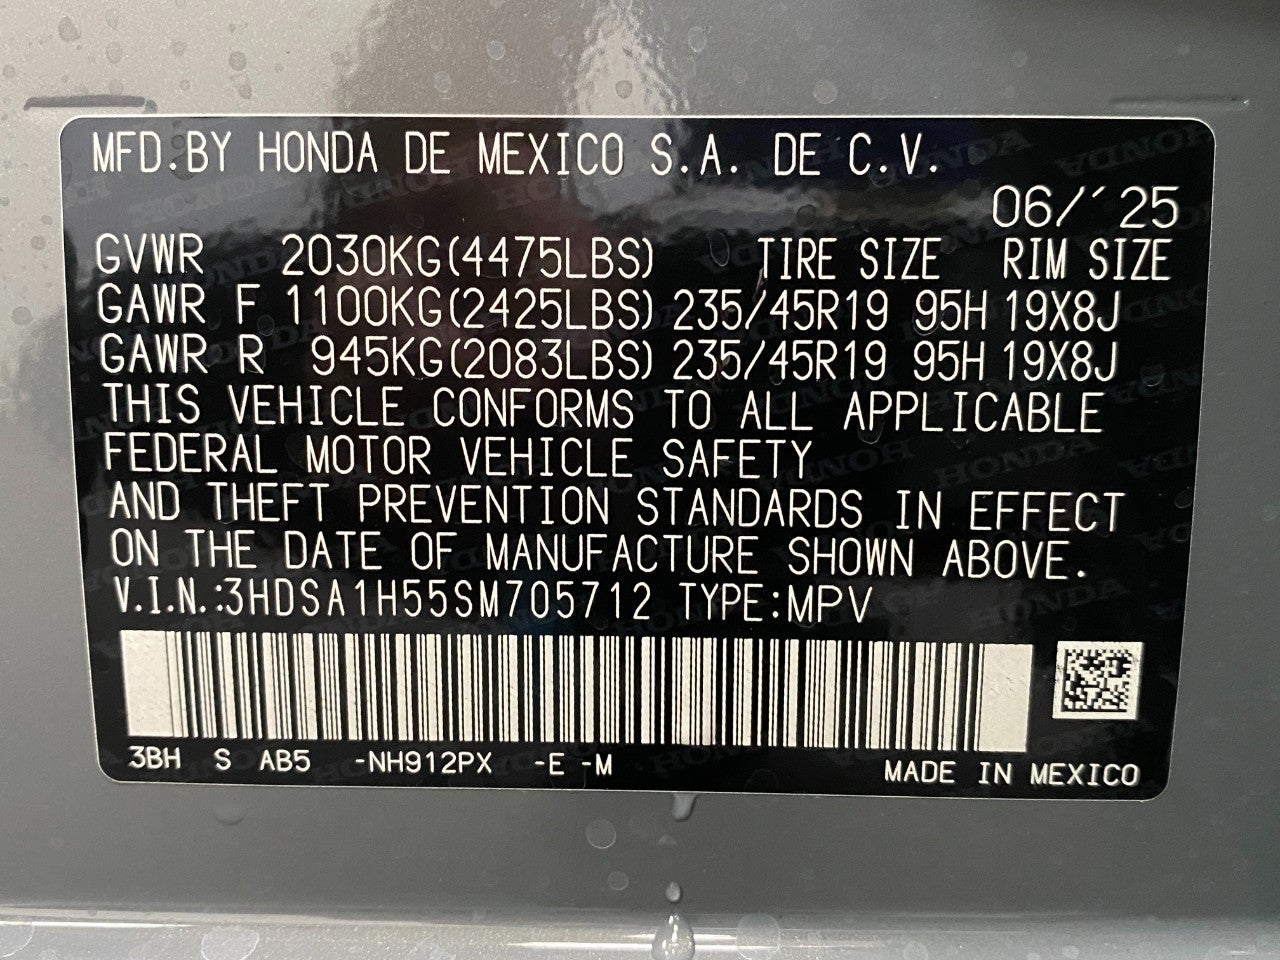 MFD.BY HONDA DE MEXICO S.A. DE C.V.
06/´25
GVWR 2030KG(4475LBS) TIRE SIZE RIM SIZE
GAWR F 1100KG(2425LBS) 235/45R19 95H 19X8J
GAWR R 945KG(2083LBS) 235/45R19 95H 19X8J
THIS VEHICLE CONFORMS TO ALL APPLICABLE
FEDERAL MOTOR VEHICLE SAFETY
AND THEFT PREVENTION STANDARDS IN EFFECT
ON THE DATE OF MANUFACTURE SHOWN ABOVE.
V.I.N.:3HDSA1H55SM705712 TYPE:MPV
3BH S AB5 -NH912PX -E -M
MADE IN MEXICO